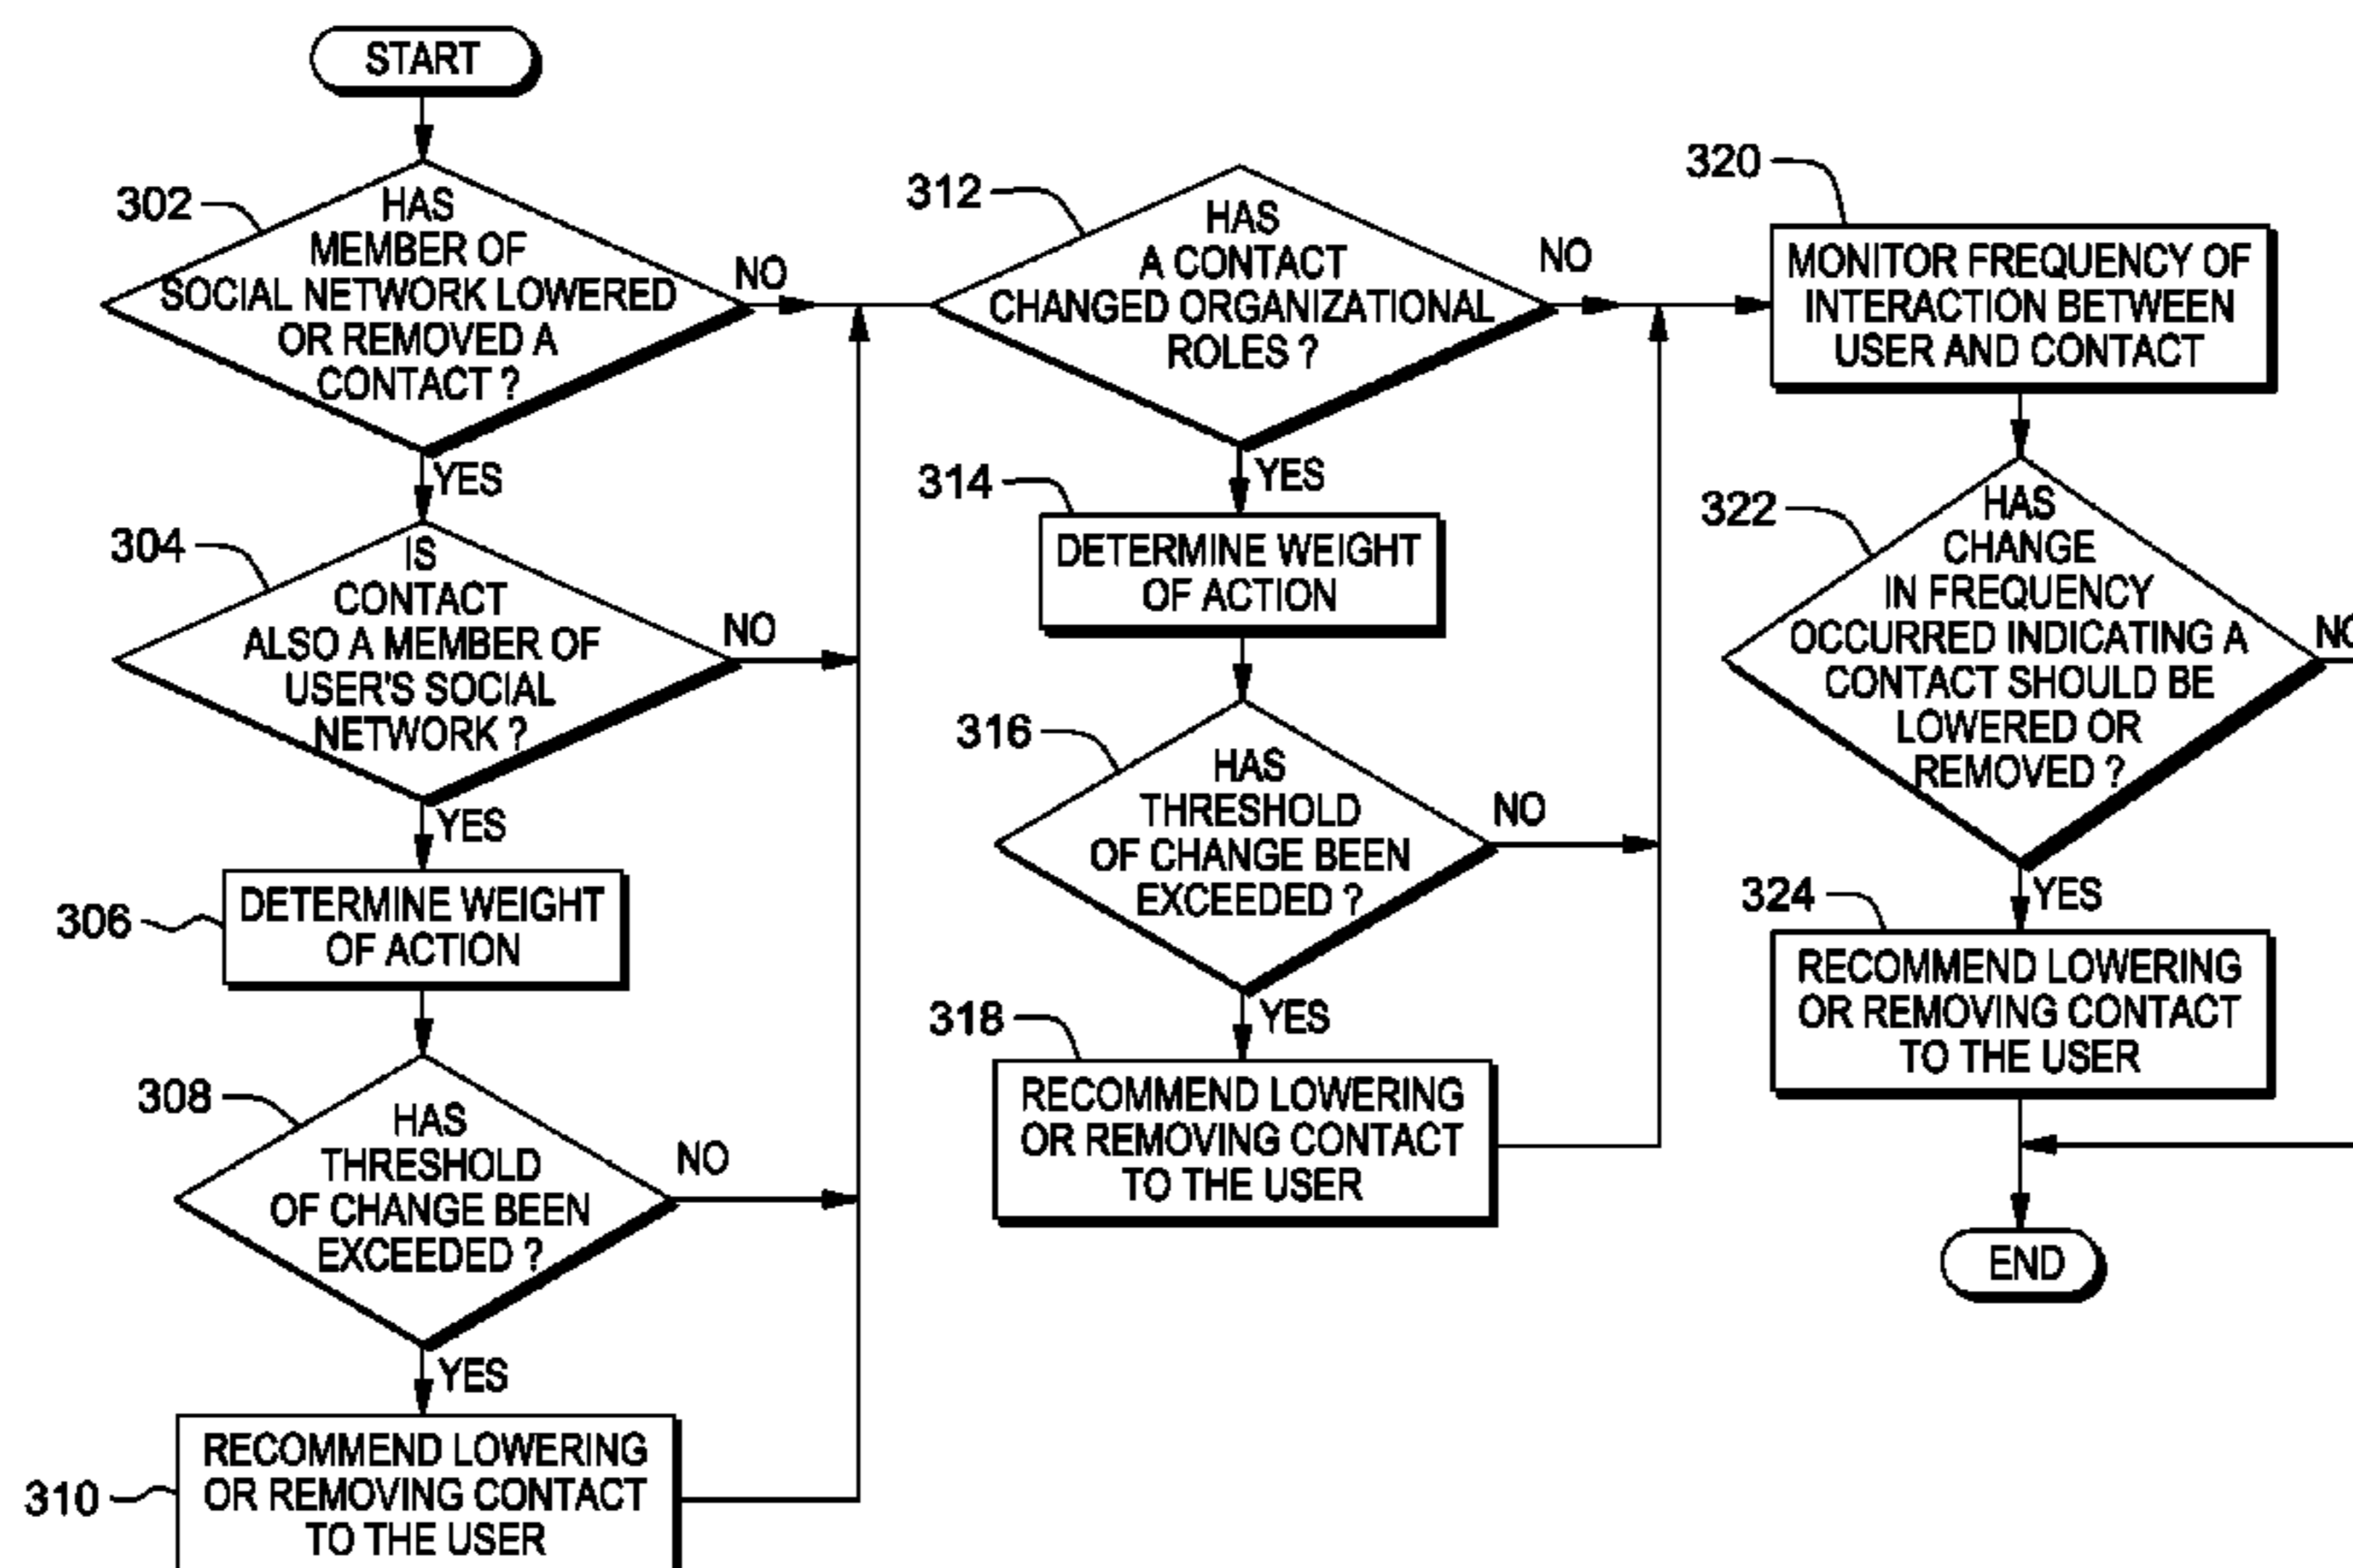 START
302
HAS
MEMBER OF
SOCIAL NETWORK LOWERED
OR REMOVED A
CONTACT ?
NO
YES
304
IS
CONTACT
ALSO A MEMBER OF
USER'S SOCIAL
NETWORK ?
NO
YES
306
DETERMINE WEIGHT
OF ACTION
308
HAS
THRESHOLD
OF CHANGE BEEN
EXCEEDED ?
NO
YES
310
RECOMMEND LOWERING
OR REMOVING CONTACT
TO THE USER
312
HAS
A CONTACT
CHANGED ORGANIZATIONAL
ROLES ?
NO
YES
314
DETERMINE WEIGHT
OF ACTION
316
HAS
THRESHOLD
OF CHANGE BEEN
EXCEEDED ?
NO
YES
318
RECOMMEND LOWERING
OR REMOVING CONTACT
TO THE USER
320
MONITOR FREQUENCY OF
INTERACTION BETWEEN
USER AND CONTACT
322
HAS
CHANGE
IN FREQUENCY
OCCURRED INDICATING A
CONTACT SHOULD BE
LOWERED OR
REMOVED ?
NO
YES
324
RECOMMEND LOWERING
OR REMOVING CONTACT
TO THE USER
END